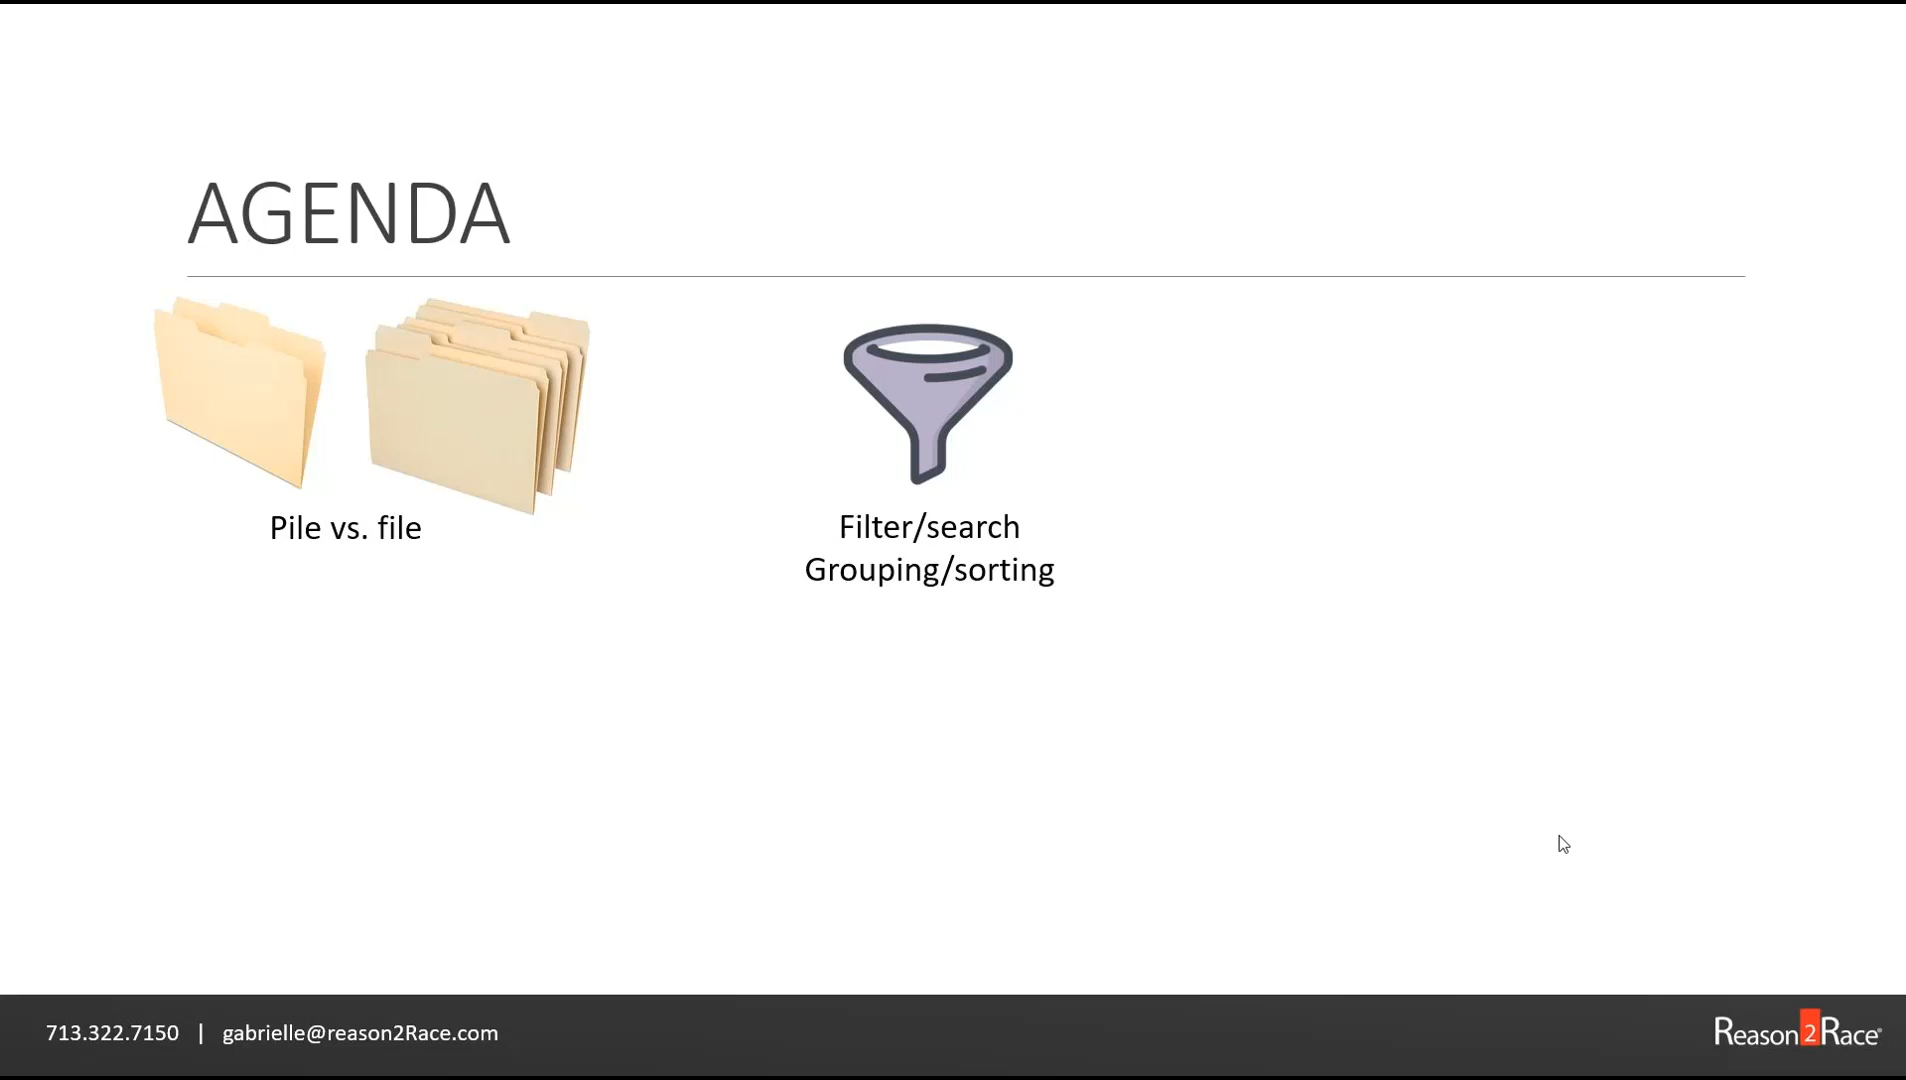 AGENDA
Pile vs. file
Filter/search
Grouping/sorting
713.322.7150 | gabrielle@reason2Race.com
Reason2Race®